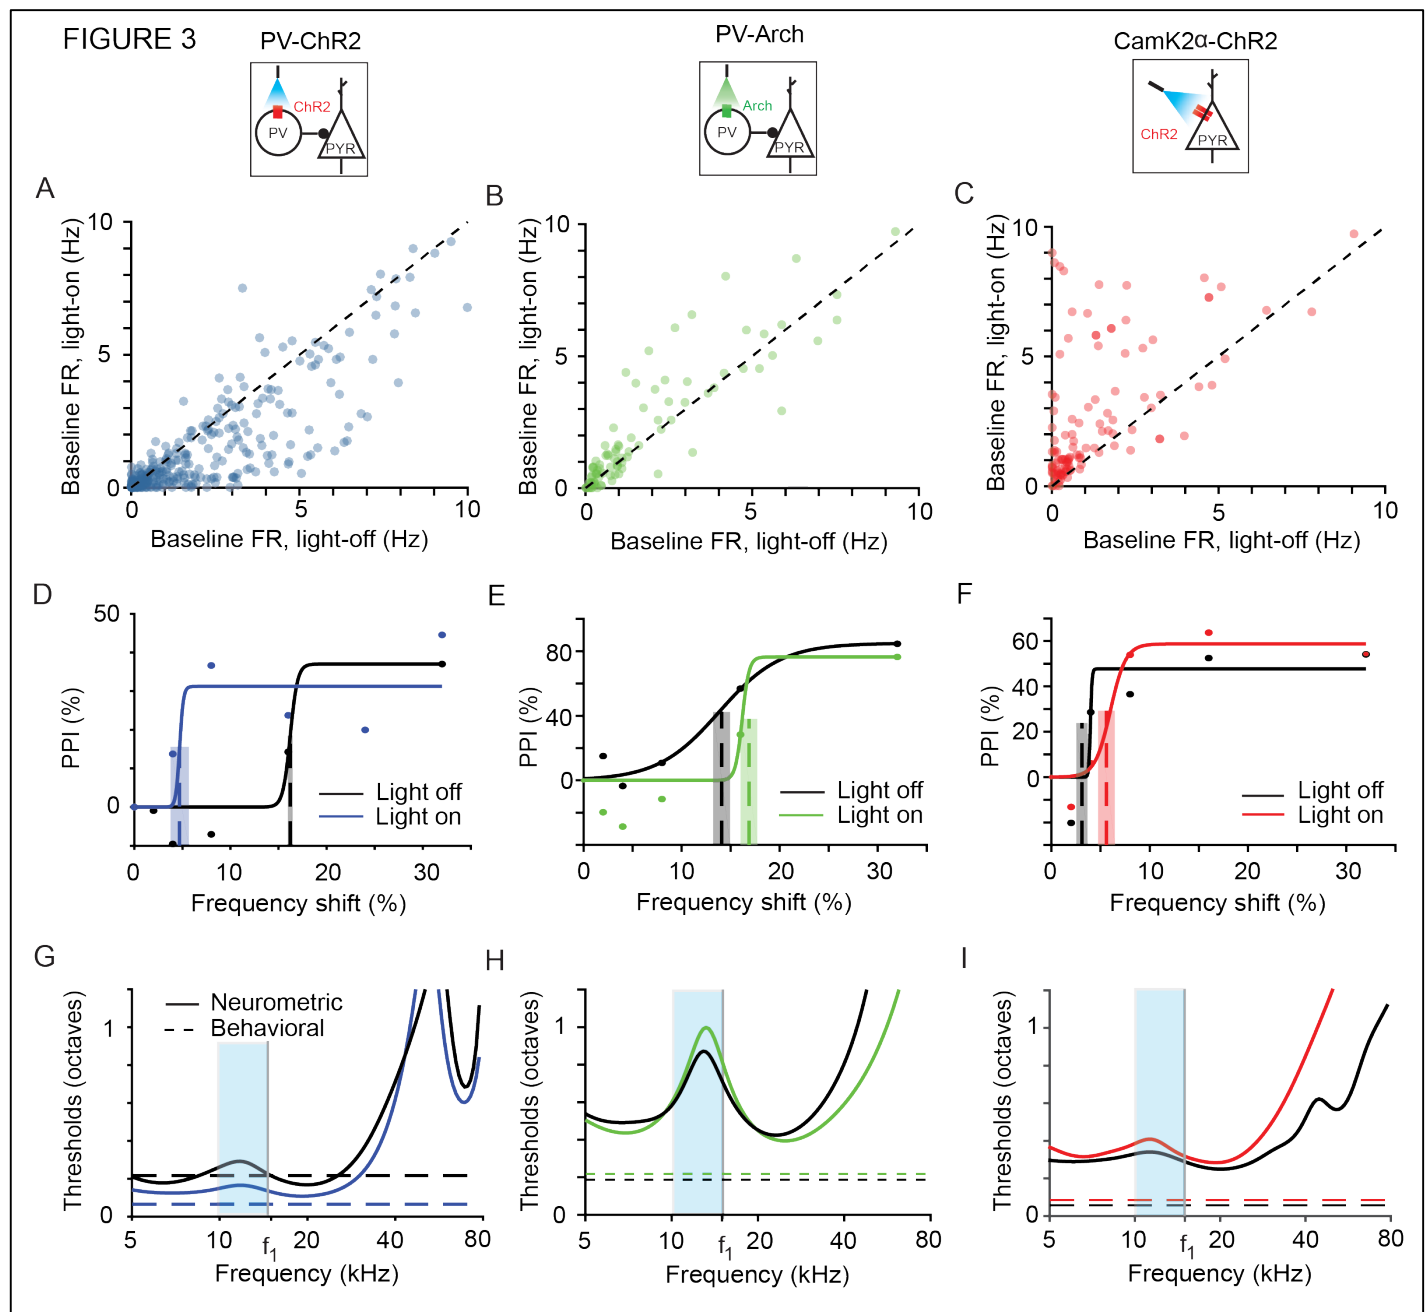 FIGURE 3
PV-ChR2
PV-Arch
CamK2α-ChR2
ChR2
PV
PYR
Arch
PV
PYR
ChR2
PYR
A
10
5
0
0
5
10
Baseline FR, light-on (Hz)
Baseline FR, light-off (Hz)
B
10
5
0
0
5
10
Baseline FR, light-on (Hz)
Baseline FR, light-off (Hz)
C
10
5
0
0
5
10
Baseline FR, light-on (Hz)
Baseline FR, light-off (Hz)
D
50
0
PPI (%)
Light off
Light on
0
10
20
30
Frequency shift (%)
E
80
40
0
PPI (%)
Light off
Light on
0
10
20
30
Frequency shift (%)
F
60
40
20
0
PPI (%)
Light off
Light on
0
10
20
30
Frequency shift (%)
G
Neurometric
Behavioral
1
0
Thresholds (octaves)
5
10
f1
20
40
80
Frequency (kHz)
H
1
0
Thresholds (octaves)
5
10
f1
20
40
80
Frequency (kHz)
I
1
0
Thresholds (octaves)
5
10
f1
20
40
80
Frequency (kHz)